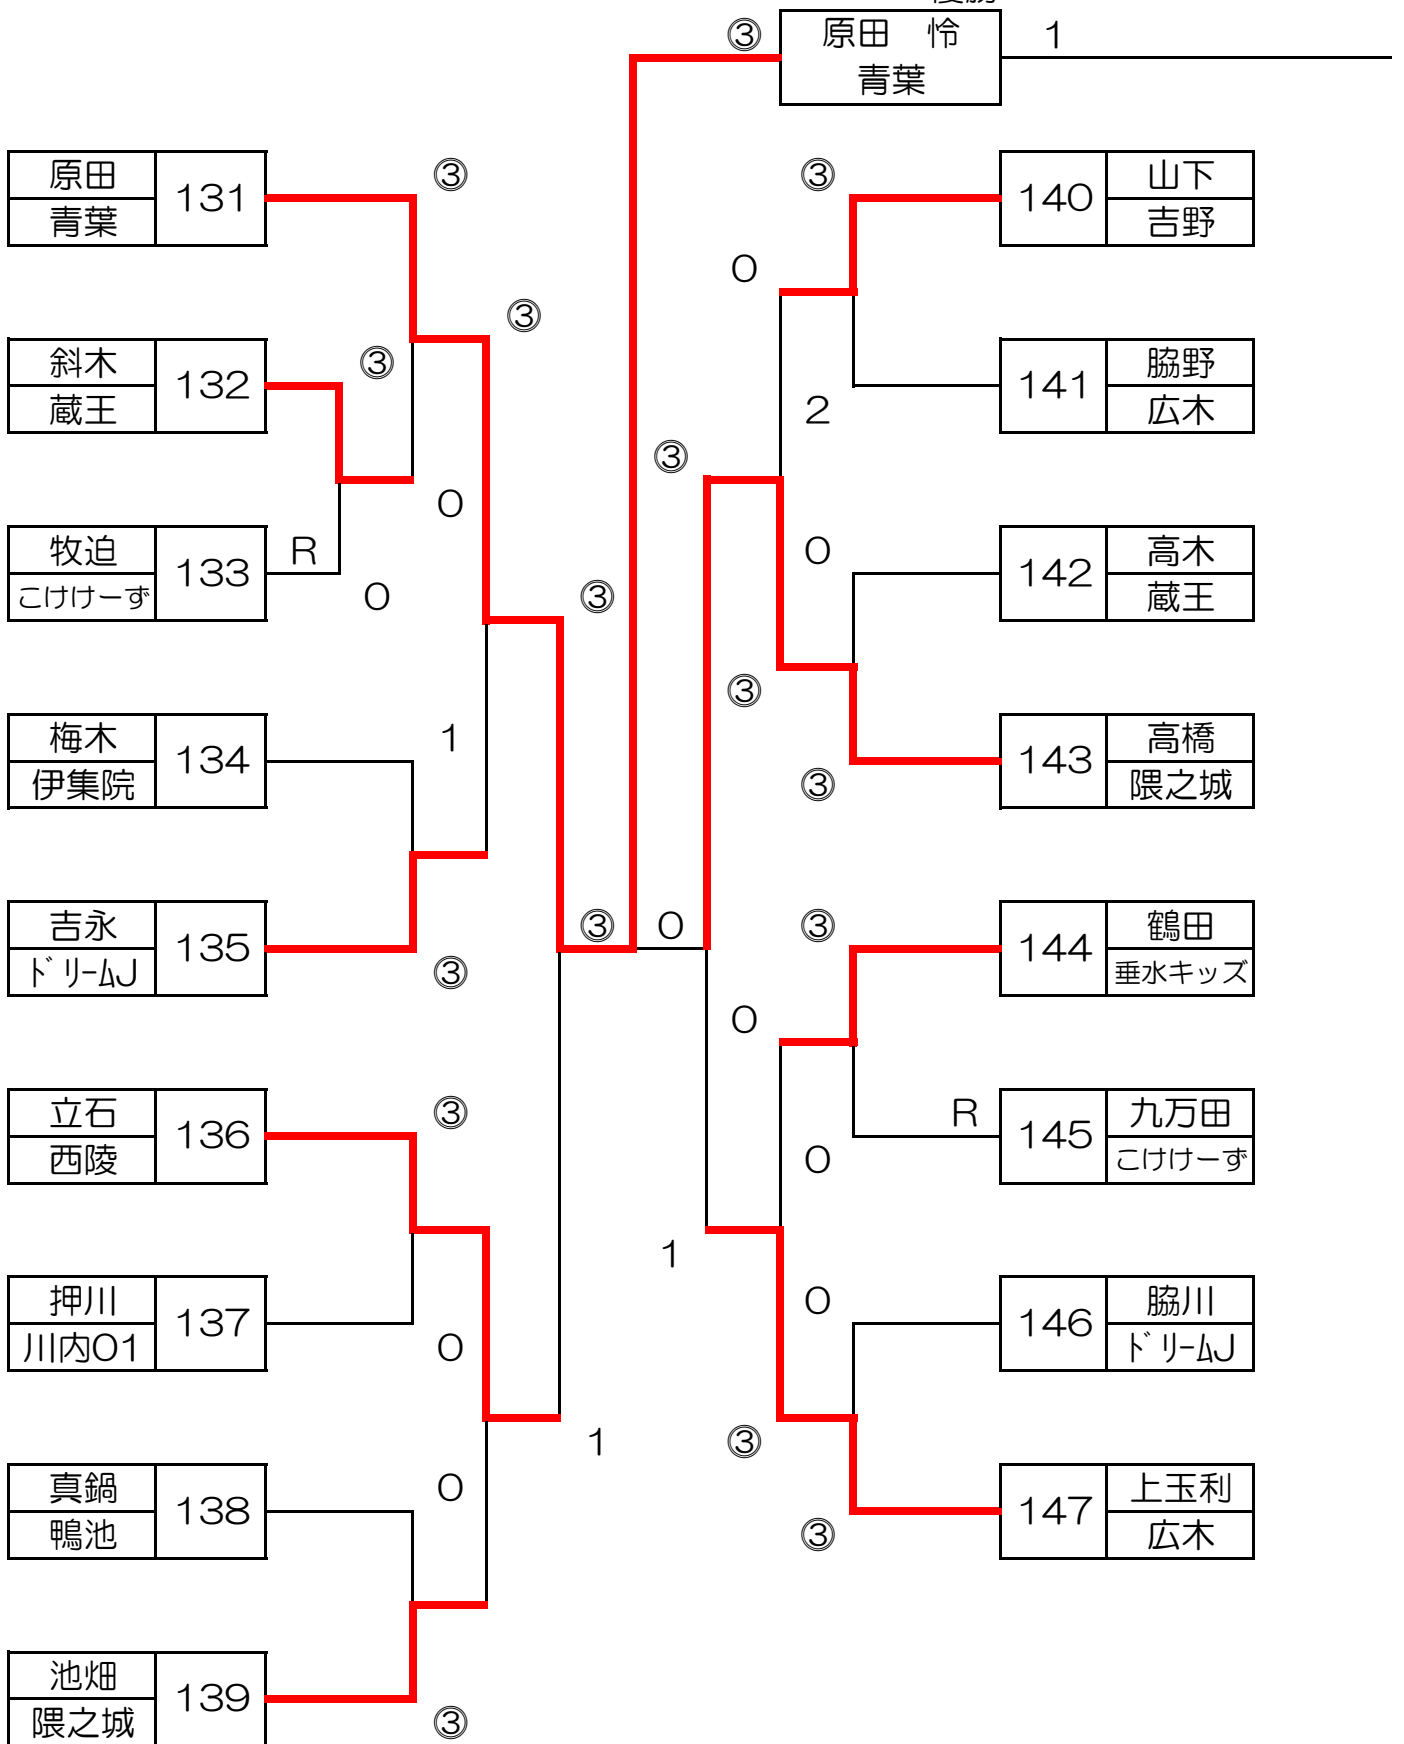 ③
原田　怜
1
青葉
原田
青葉
131
③
斜木
蔵王
132
③
③
牧迫
こけけーず
133
R
0
0
梅木
伊集院
134
1
③
吉永
ドリームJ
135
③
③
0
立石
西陵
136
③
押川
川内01
137
0
真鍋
鴨池
138
0
1
池畑
隈之城
139
③
③
140
山下
吉野
0
141
脇野
広木
2
③
0
142
高木
蔵王
③
143
高橋
隈之城
③
③
144
鶴田
垂水キッズ
0
R
145
九万田
こけけーず
0
1
0
146
脇川
ドリームJ
③
147
上玉利
広木
③